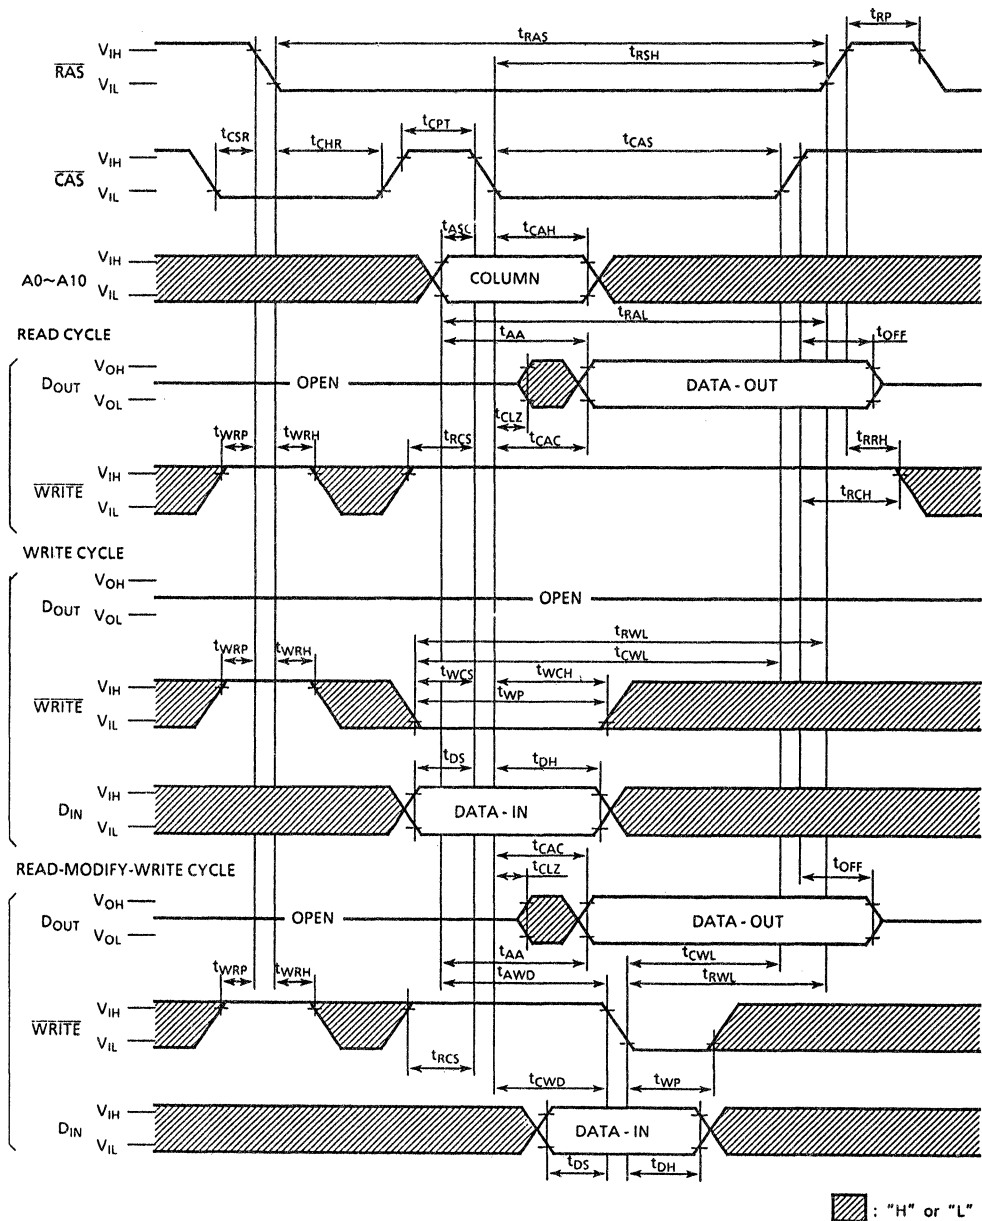 tRP
tRAS
tRSH
RAS
VIH
VIL
tCSR
tCHR
tCPT
tCAS
CAS
VIH
VIL
tASC
tCAH
A0~A10
VIH
VIL
COLUMN
tRAL
READ CYCLE
tAA
tOFF
DOUT
VOH
VOL
OPEN
DATA - OUT
tCLZ
tWRP
tWRH
tRCS
tCAC
tRRH
WRITE
VIH
VIL
tRCH
WRITE CYCLE
DOUT
VOH
VOL
OPEN
tRWL
tWRP
tWRH
tCWL
tWCS
tWCH
WRITE
VIH
VIL
tWP
tDS
tDH
DIN
VIH
VIL
DATA - IN
tCAC
READ-MODIFY-WRITE CYCLE
tCLZ
tOFF
DOUT
VOH
VOL
OPEN
DATA - OUT
tAA
tCWL
tWRP
tWRH
tAWD
tRWL
WRITE
VIH
VIL
tRCS
tCWD
tWP
DIN
VIH
VIL
DATA - IN
tDS
tDH
: "H" or "L"